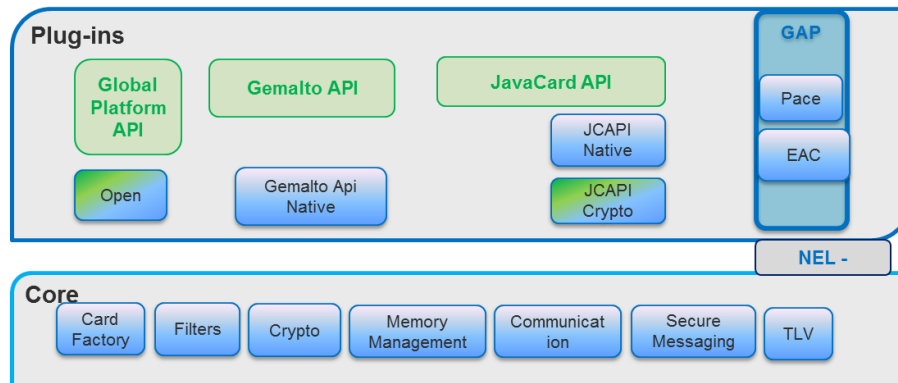 Plug-ins
GAP
Global
Platform
API
Gemalto API
JavaCard API
Pace
JCAPI
Native
EAC
Open
Gemalto Api
Native
JCAPI
Crypto
NEL -
Core
Card
Factory
Filters
Crypto
Memory
Management
Communicat
ion
Secure
Messaging
TLV